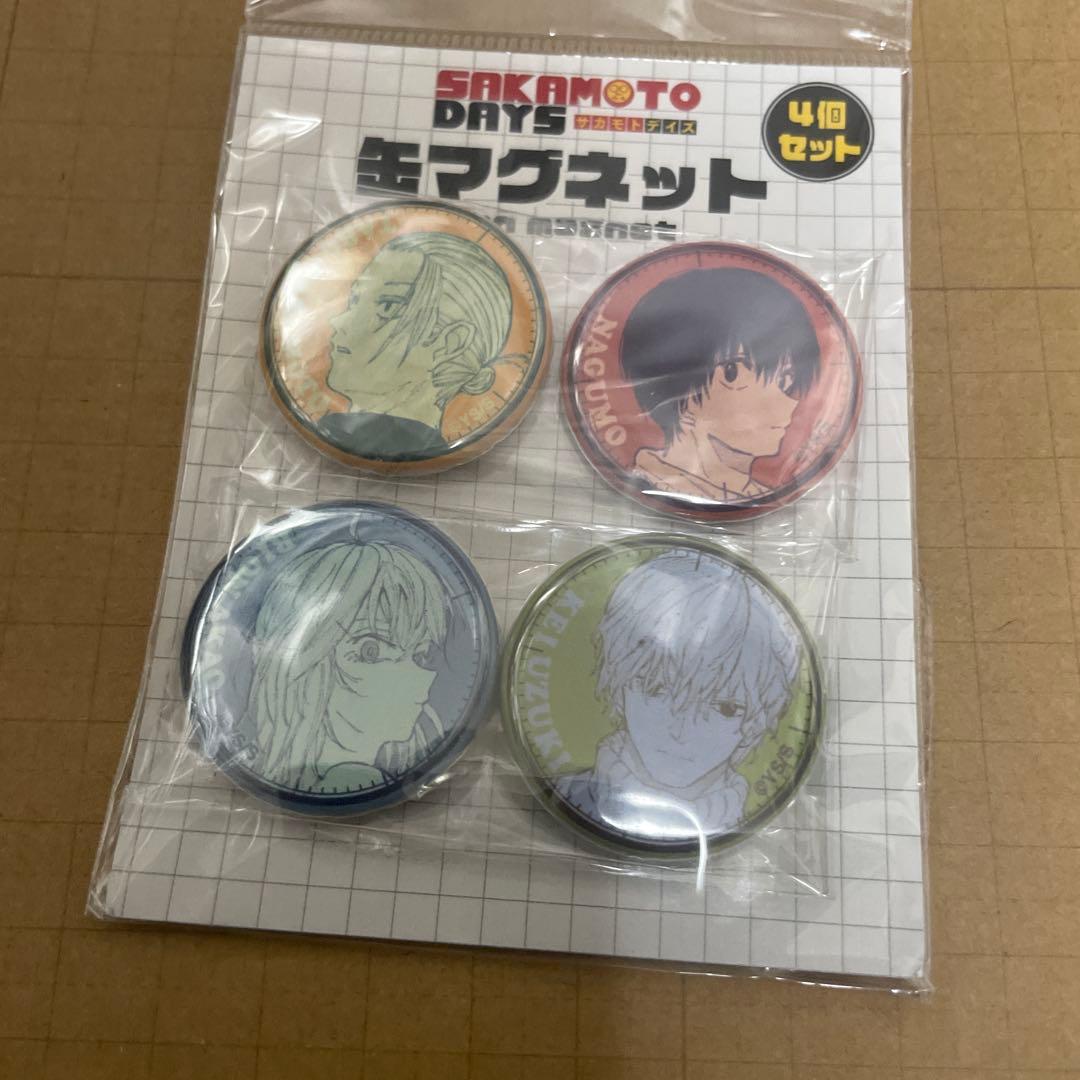 SAKAMOTO
DAYS サカモトデイズ
4個
セット
缶マグネット
NAGUMO
KEI UZUKI
©YS/S